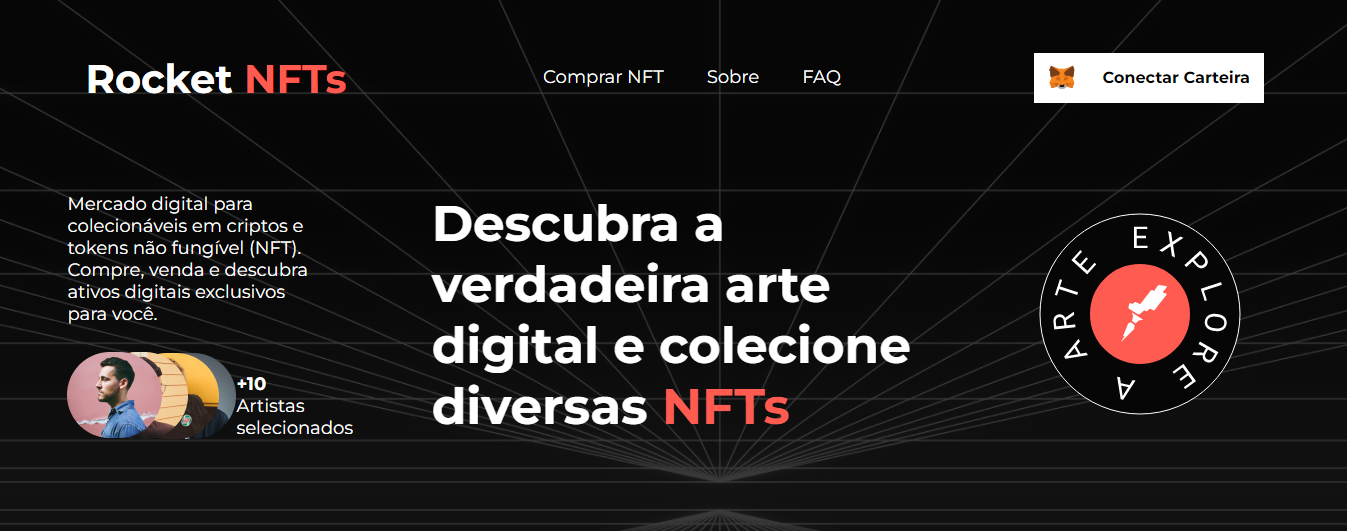 Rocket NFTs
Comprar NFT
Sobre
FAQ
Conectar Carteira
Mercado digital para
colecionáveis em criptos e
tokens não fungível (NFT).
Compre, venda e descubra
ativos digitais exclusivos
para você.
+10
Artistas
selecionados
Descubra a
verdadeira arte
digital e colecione
diversas NFTs
EXPLORE A ARTE